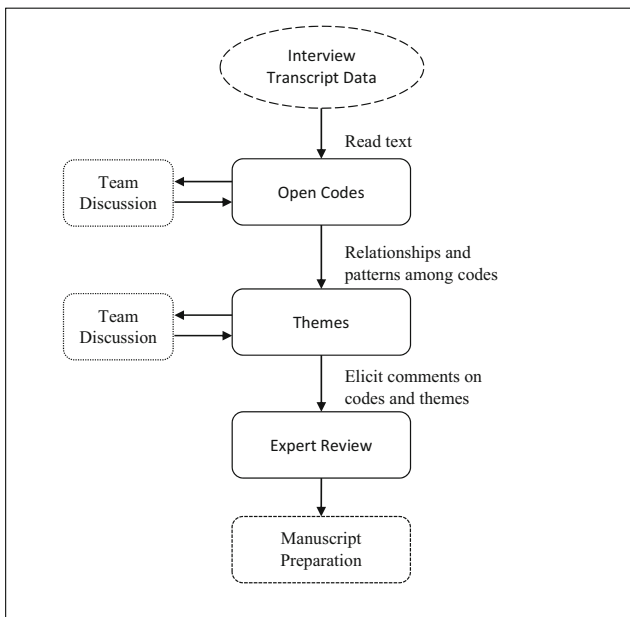 Interview
Transcript Data
Read text
Team
Discussion
Open Codes
Relationships and
patterns among codes
Team
Discussion
Themes
Elicit comments on
codes and themes
Expert Review
Manuscript
Preparation